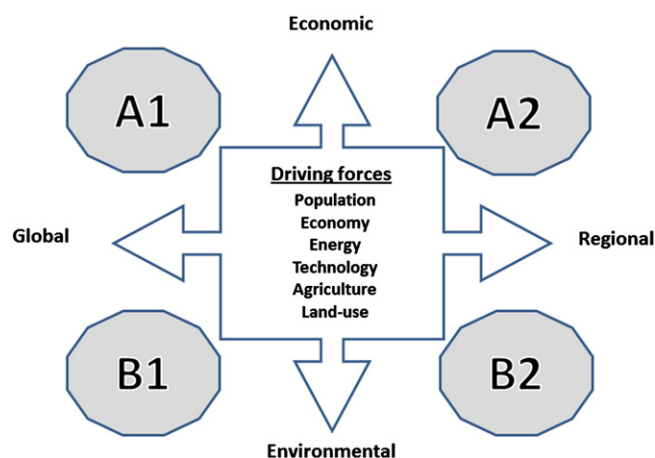 Economic
A1
A2
Driving forces
Population
Economy
Energy
Technology
Agriculture
Land-use
Global
Regional
B1
B2
Environmental